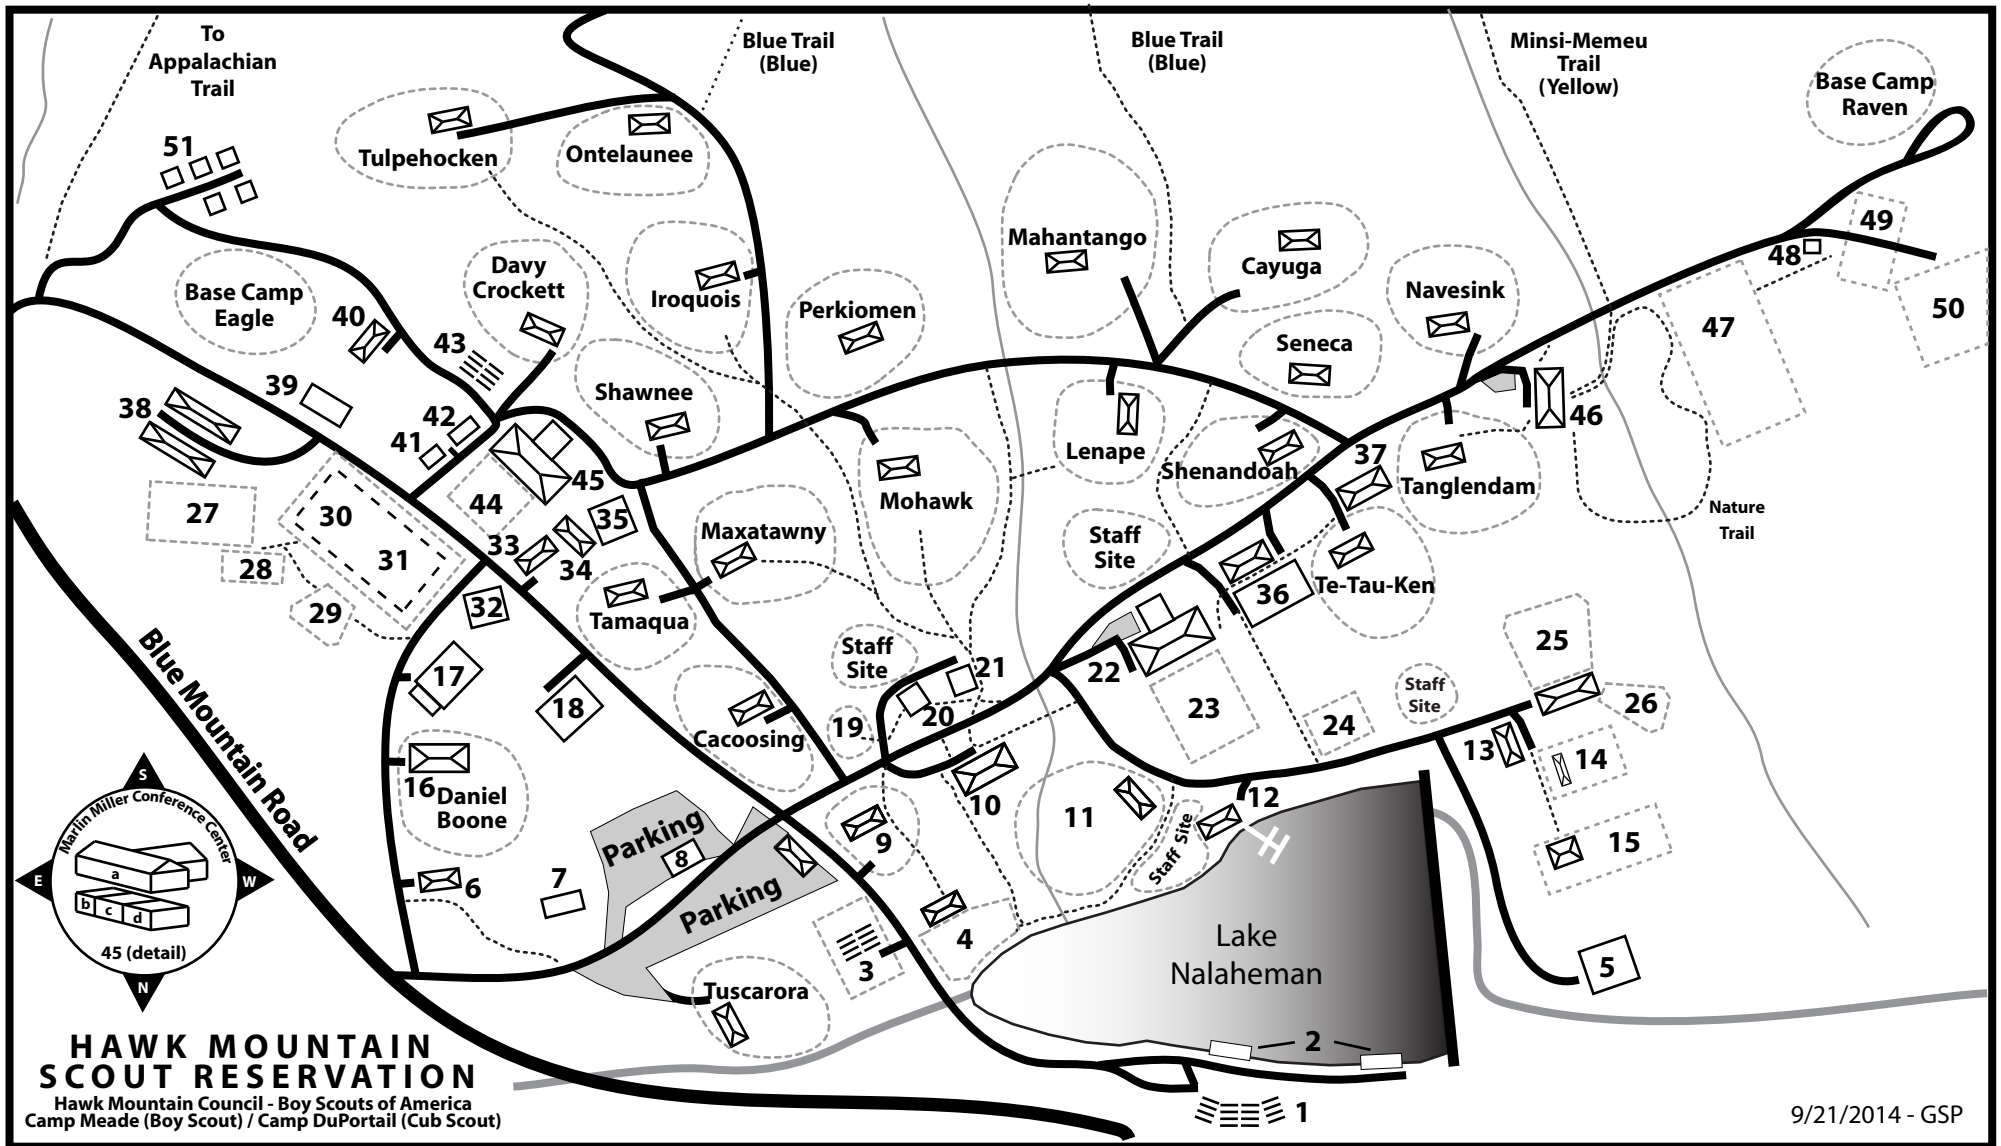 To
Appalachian
Trail
Blue Trail
(Blue)
Blue Trail
(Blue)
Minsi-Memeu
Trail
(Yellow)
Base Camp
Raven
51
Tulpehocken
Ontelaunee
Mahantango
Cayuga
Navesink
49
48
50
47
Base Camp
Eagle
40
43
Davy
Crockett
Iroquois
Perkiomen
Seneca
38
39
42
41
Shawnee
Lenape
Shenandoah
37
Tanglendam
46
Nature
Trail
27
30
31
28
29
44
45
35
33
34
32
Maxatawny
Mohawk
Staff
Site
36
Te-Tau-Ken
Tamaqua
Staff
Site
21
22
23
24
25
26
Staff
Site
17
18
Cacoosing
19
20
10
11
12
13
14
15
Blue Mountain Road
16
Daniel
Boone
Parking
8
Parking
9
Staff Site
6
7
3
4
5
Tuscarora
Lake
Nalaheman
2
1
S
E
W
N
Marlin Miller Conference Center
a
b
c
d
45 (detail)
HAWK MOUNTAIN
SCOUT RESERVATION
Hawk Mountain Council - Boy Scouts of America
Camp Meade (Boy Scout) / Camp DuPortail (Cub Scout)
9/21/2014 - GSP